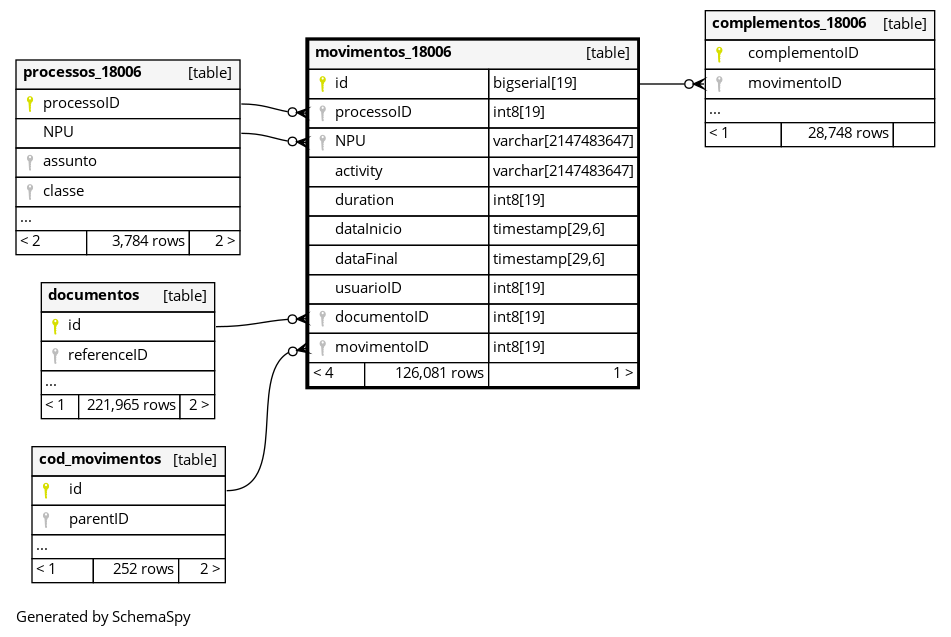 processos_18006 [table]
processoID
NPU
assunto
classe
...
< 2 3,784 rows 2 >
documentos [table]
id
referenceID
...
< 1 221,965 rows 2 >
cod_movimentos [table]
id
parentID
...
< 1 252 rows 2 >
movimentos_18006 [table]
id bigserial[19]
processoID int8[19]
NPU varchar[2147483647]
activity varchar[2147483647]
duration int8[19]
dataInicio timestamp[29,6]
dataFinal timestamp[29,6]
usuarioID int8[19]
documentoID int8[19]
movimentoID int8[19]
< 4 126,081 rows 1 >
complementos_18006 [table]
complementoID
movimentoID
...
< 1 28,748 rows
Generated by SchemaSpy